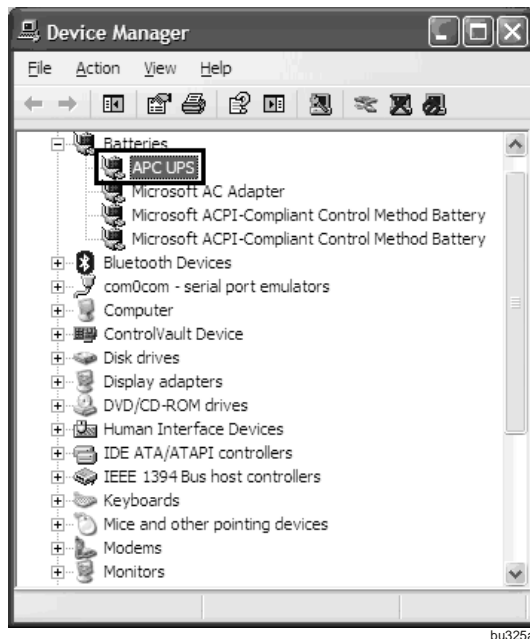 Device Manager
File Action View Help
Batteries
APC UPS
Microsoft AC Adapter
Microsoft ACPI-Compliant Control Method Battery
Microsoft ACPI-Compliant Control Method Battery
Bluetooth Devices
com0com - serial port emulators
Computer
ControlVault Device
Disk drives
Display adapters
DVD/CD-ROM drives
Human Interface Devices
IDE ATA/ATAPI controllers
IEEE 1394 Bus host controllers
Keyboards
Mice and other pointing devices
Modems
Monitors